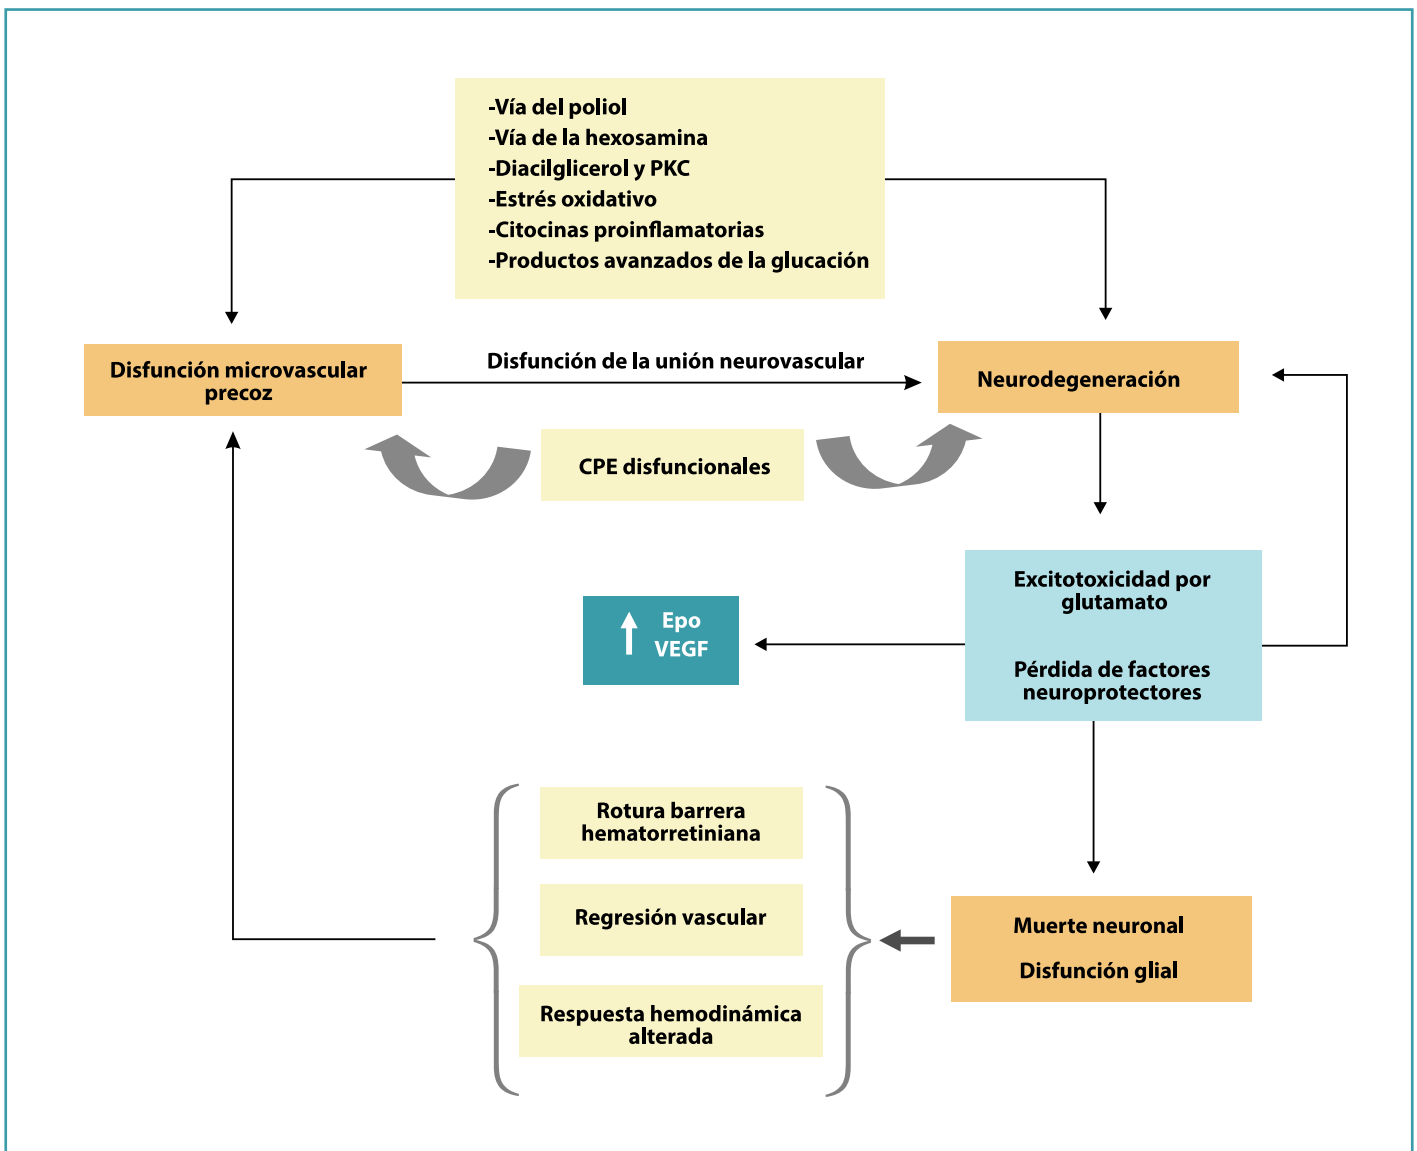 -Vía del poliol
-Vía de la hexosamina
-Diacilglicerol y PKC
-Estrés oxidativo
-Citocinas proinflamatorias
-Productos avanzados de la glucación
Disfunción microvascular
precoz
Disfunción de la unión neurovascular
Neurodegeneración
CPE disfuncionales
Excitotoxicidad por
glutamato
Pérdida de factores
neuroprotectores
Epo
VEGF
Rotura barrera
hematorretiniana
Regresión vascular
Respuesta hemodinámica
alterada
Muerte neuronal
Disfunción glial